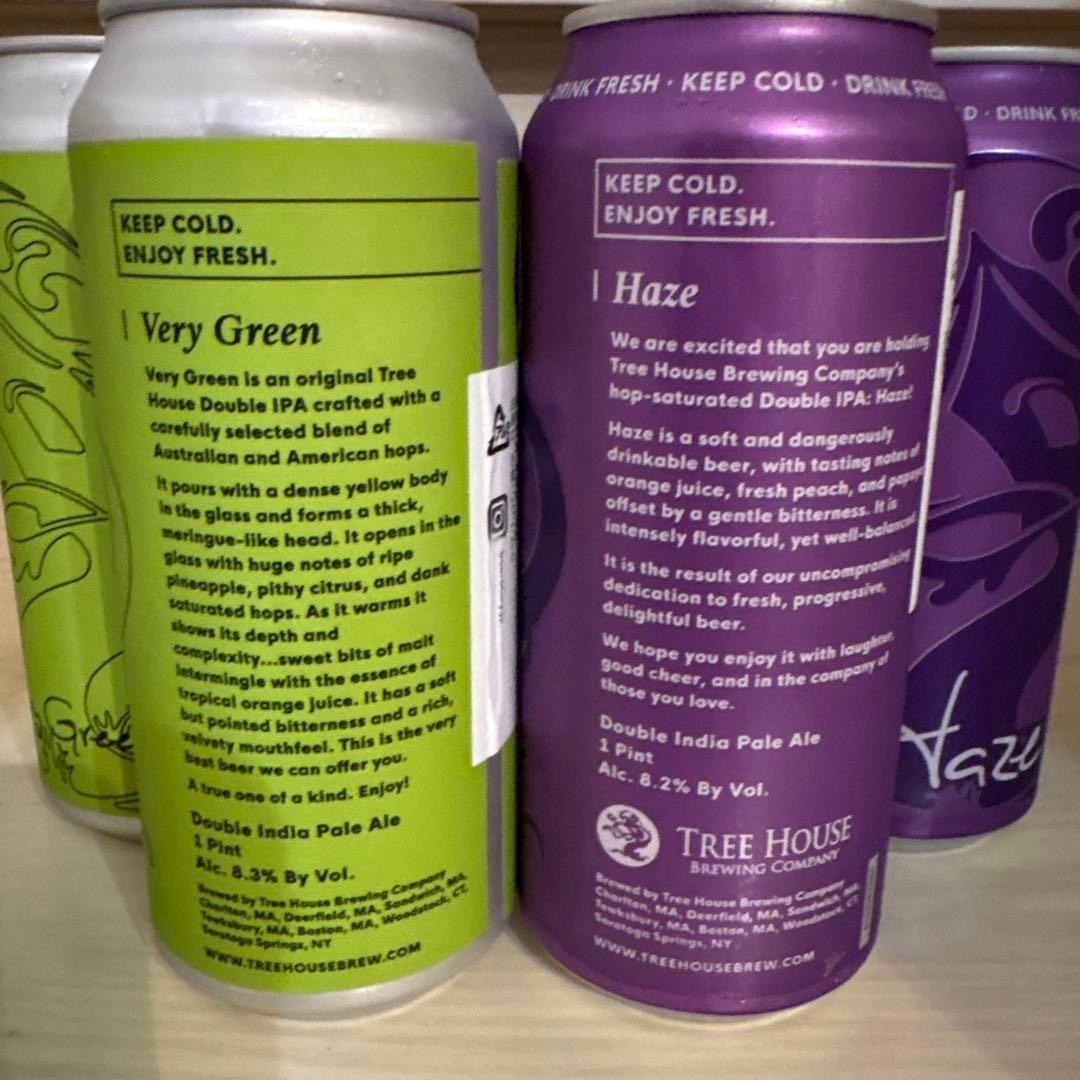 KEEP COLD.
ENJOY FRESH.
Very Green
Very Green is an original Tree
House Double IPA crafted with a
carefully selected blend of
Australian and American hops.
It pours with a dense yellow body
in the glass and forms a thick,
meringue-like head. It opens in the
glass with huge notes of ripe
pineapple, pithy citrus, and dank
saturated hops. As it warms it
shows its depth and
complexity...sweet bits of malt
intermingle with the essence of
tropical orange juice. It has a soft
but pointed bitterness and a rich,
velvety mouthfeel. This is the very
best beer we can offer you.
A true one of a kind. Enjoy!
Double India Pale Ale
1 Pint
Alc. 8.3% By Vol.
Brewed by Tree House Brewing Company
Charlton, MA, Deerfield, MA, Sandwich, MA,
Tewksbury, MA, Boston, MA, Woodstock, CT,
Saratoga Springs, NY
WWW.TREEHOUSEBREW.COM
DRINK FRESH · KEEP COLD · DRINK FRESH
KEEP COLD.
ENJOY FRESH.
Haze
We are excited that you are holding
Tree House Brewing Company's
hop-saturated Double IPA: Haze!
Haze is a soft and dangerously
drinkable beer, with tasting notes of
orange juice, fresh peach, and papaya
offset by a gentle bitterness. It is
intensely flavorful, yet well-balanced.
It is the result of our uncompromising
dedication to fresh, progressive,
delightful beer.
We hope you enjoy it with laughter,
good cheer, and in the company of
those you love.
Double India Pale Ale
1 Pint
Alc. 8.2% By Vol.
TREE HOUSE
BREWING COMPANY
Brewed by Tree House Brewing Company
Charlton, MA, Deerfield, MA, Sandwich, MA,
Tewksbury, MA, Boston, MA, Woodstock, CT,
Saratoga Springs, NY
WWW.TREEHOUSEBREW.COM
D · DRINK FR
Haze